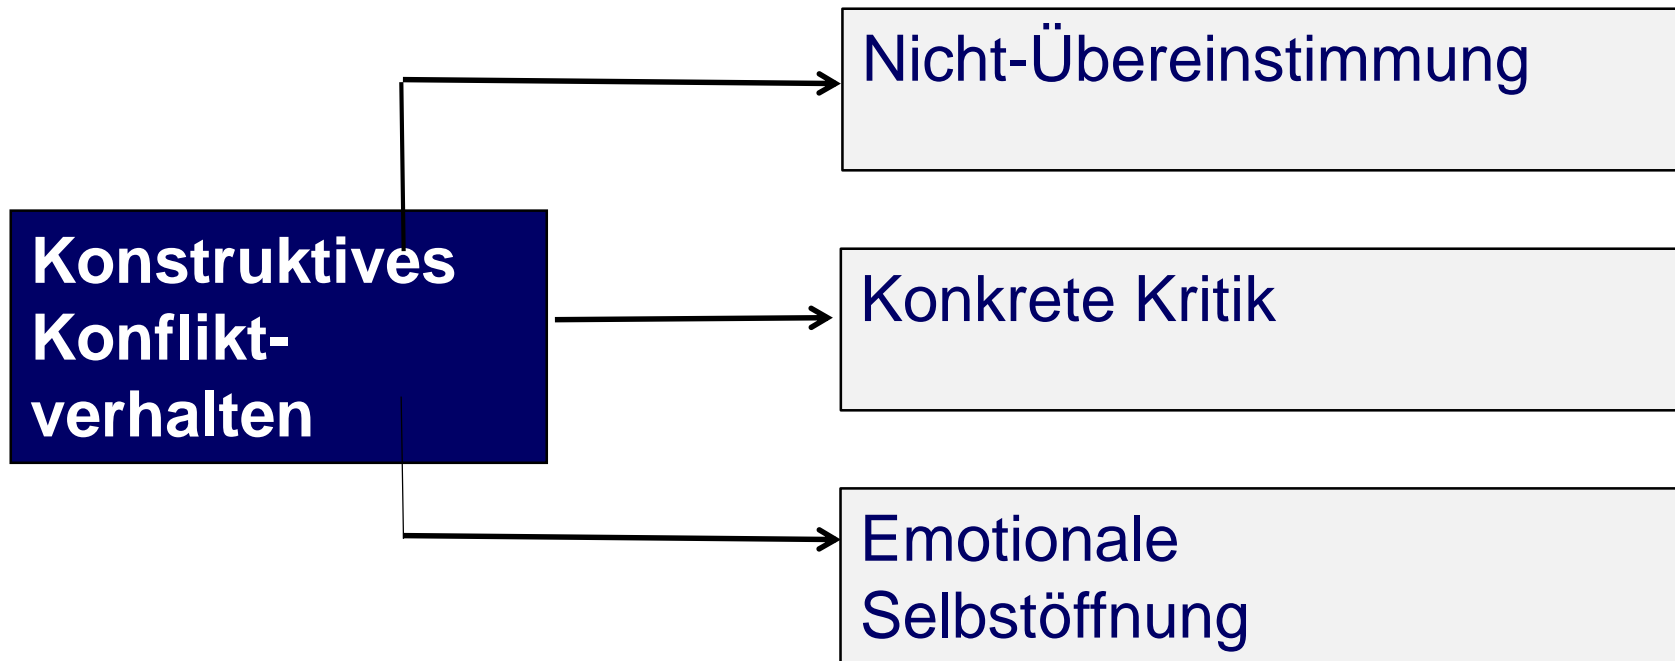 Nicht-Übereinstimmung
Konstruktives
Konflikt-
verhalten
Konkrete Kritik
Emotionale
Selbstöffnung